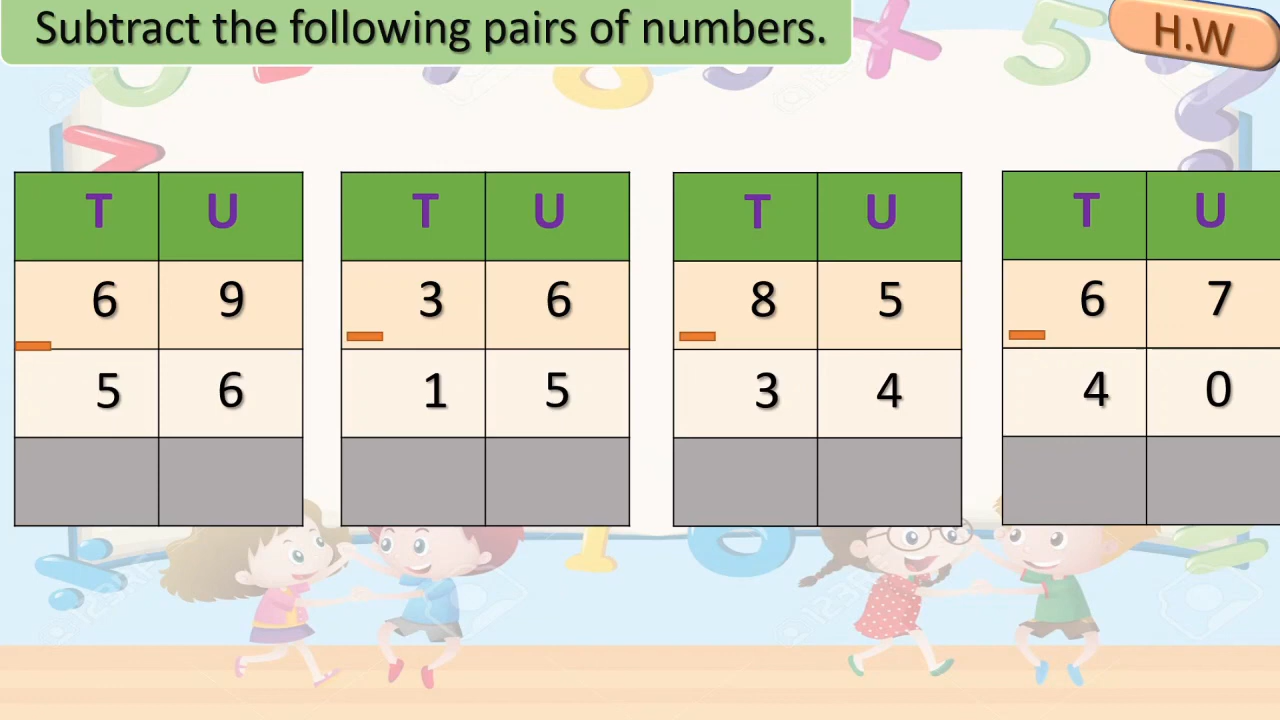 Subtract the following pairs of numbers.
H.W
T U T U T U T U
6 9 3 6 8 5 6 7
5 6 1 5 3 4 4 0